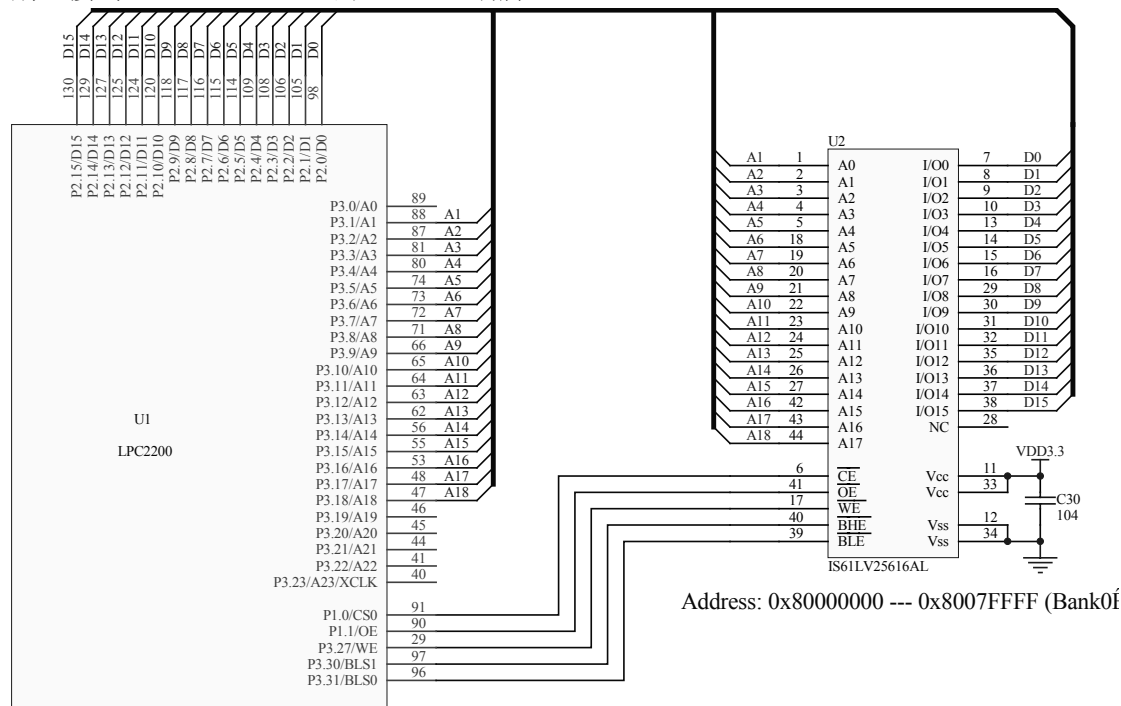 D15
D14
D13
D12
D11
D10
D9
D8
D7
D6
D5
D4
D3
D2
D1
D0
130
129
127
125
124
120
118
117
116
115
114
109
108
106
105
98
P2.15/D15
P2.14/D14
P2.13/D13
P2.12/D12
P2.11/D11
P2.10/D10
P2.9/D9
P2.8/D8
P2.7/D7
P2.6/D6
P2.5/D5
P2.4/D4
P2.3/D3
P2.2/D2
P2.1/D1
P2.0/D0
U1
LPC2200
P3.0/A0 89
P3.1/A1 88 A1
P3.2/A2 87 A2
P3.3/A3 81 A3
P3.4/A4 80 A4
P3.5/A5 74 A5
P3.6/A6 73 A6
P3.7/A7 72 A7
P3.8/A8 71 A8
P3.9/A9 66 A9
P3.10/A10 65 A10
P3.11/A11 64 A11
P3.12/A12 63 A12
P3.13/A13 62 A13
P3.14/A14 56 A14
P3.15/A15 55 A15
P3.16/A16 53 A16
P3.17/A17 48 A17
P3.18/A18 47 A18
P3.19/A19 46
P3.20/A20 45
P3.21/A21 44
P3.22/A22 41
P3.23/A23/XCLK 40
P1.0/CS0 91
P1.1/OE 90
P3.27/WE 29
P3.30/BLS1 97
P3.31/BLS0 96
U2
A1 1 A0 I/O0 7 D0
A2 2 A1 I/O1 8 D1
A3 3 A2 I/O2 9 D2
A4 4 A3 I/O3 10 D3
A5 5 A4 I/O4 13 D4
A6 18 A5 I/O5 14 D5
A7 19 A6 I/O6 15 D6
A8 20 A7 I/O7 16 D7
A9 21 A8 I/O8 29 D8
A10 22 A9 I/O9 30 D9
A11 23 A10 I/O10 31 D10
A12 24 A11 I/O11 32 D11
A13 25 A12 I/O12 35 D12
A14 26 A13 I/O13 36 D13
A15 27 A14 I/O14 37 D14
A16 42 A15 I/O15 38 D15
A17 43 A16 NC 28
A18 44 A17
VDD3.3
6 CE Vcc 11
41 OE Vcc 33
17 WE
40 BHE Vss 12
39 BLE Vss 34
C30
104
IS61LV25616AL
Address: 0x80000000 --- 0x8007FFFF